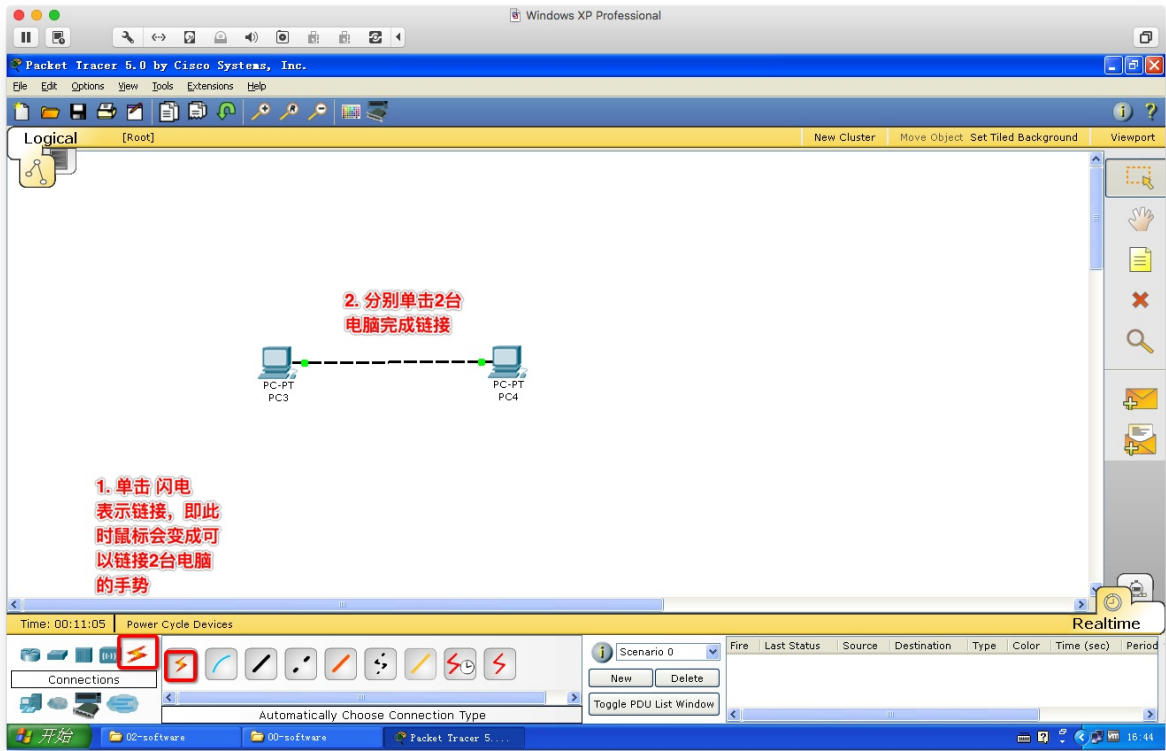 Windows XP Professional
Packet Tracer 5.0 by Cisco Systems, Inc.
File Edit Options View Tools Extensions Help
Logical [Root] New Cluster Move Object Set Tiled Background Viewport
2. 分别单击2台
电脑完成链接
PC-PT
PC3
PC-PT
PC4
1. 单击 闪电
表示链接，即此
时鼠标会变成可
以链接2台电脑
的手势
Time: 00:11:05 Power Cycle Devices Realtime
Connections
Automatically Choose Connection Type
Scenario 0
New Delete
Toggle PDU List Window
Fire Last Status Source Destination Type Color Time (sec) Period
开始 02-software 00-software Packet Tracer 5.... 16:44